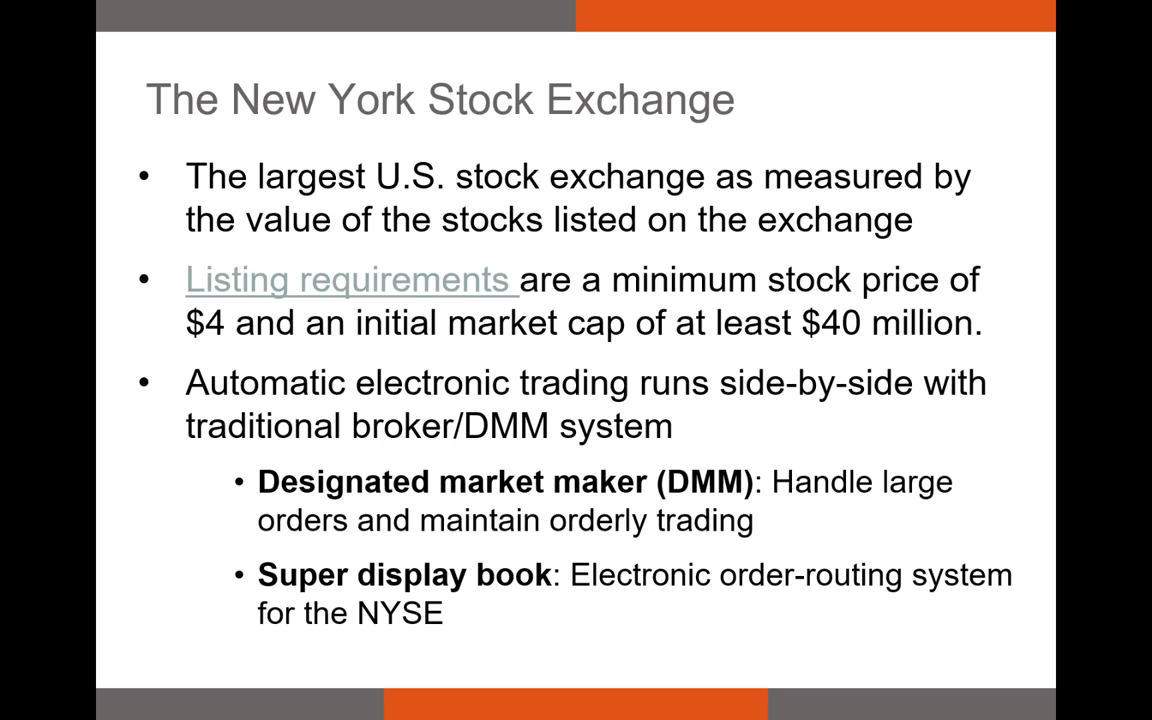 The New York Stock Exchange
• The largest U.S. stock exchange as measured by
the value of the stocks listed on the exchange
• Listing requirements are a minimum stock price of
$4 and an initial market cap of at least $40 million.
• Automatic electronic trading runs side-by-side with
traditional broker/DMM system
• Designated market maker (DMM): Handle large
orders and maintain orderly trading
• Super display book: Electronic order-routing system
for the NYSE